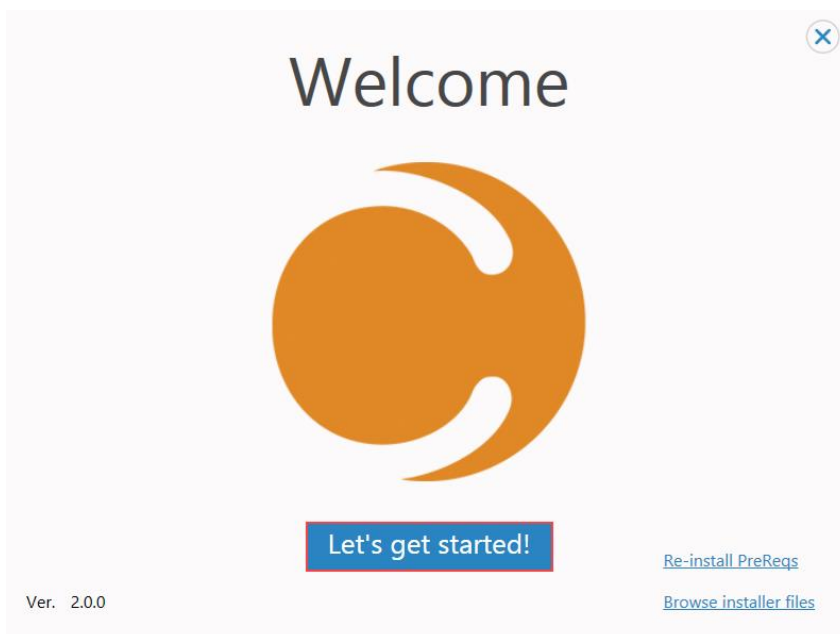 Welcome
Let's get started!
Re-install PreReqs
Ver. 2.0.0
Browse installer files